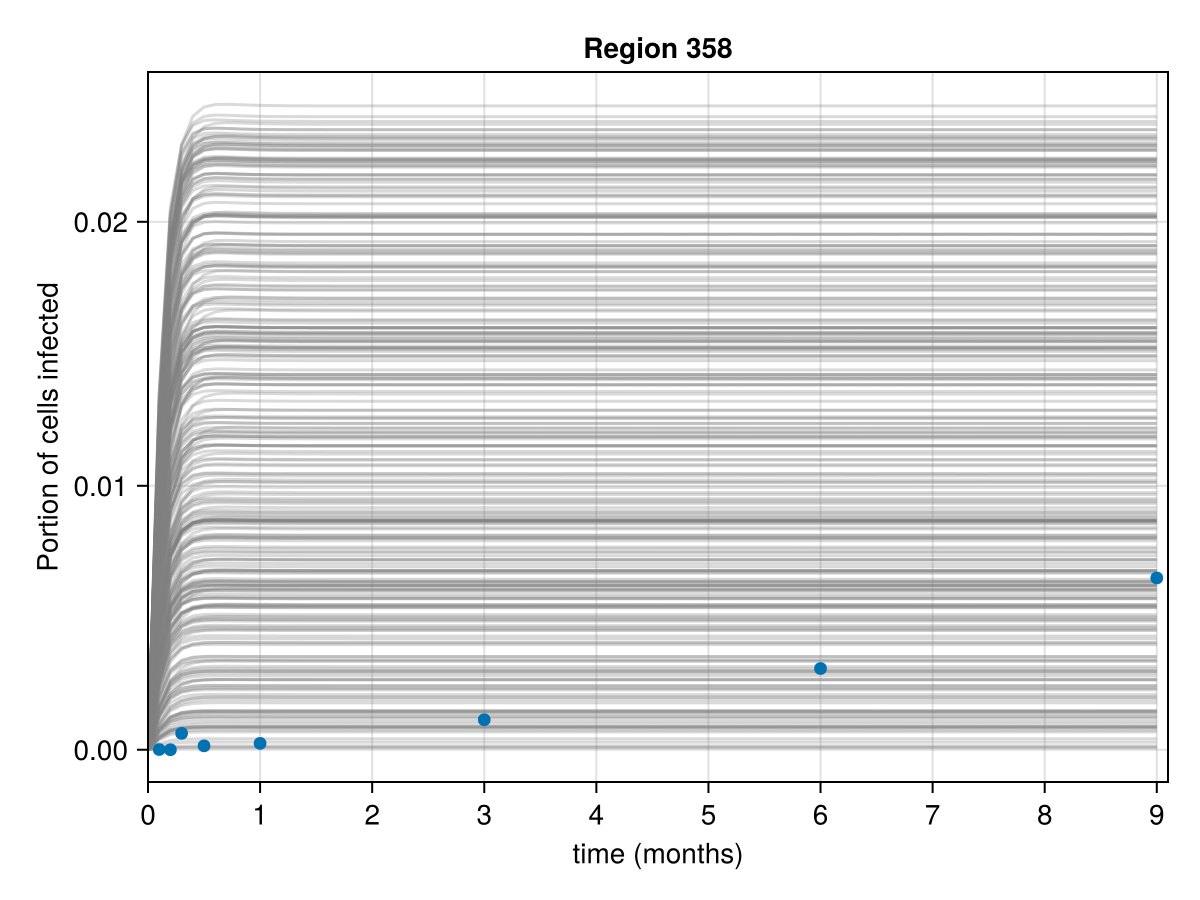 Region 358
Portion of cells infected
0.02
0.01
0.00
0 1 2 3 4 5 6 7 8 9
time (months)